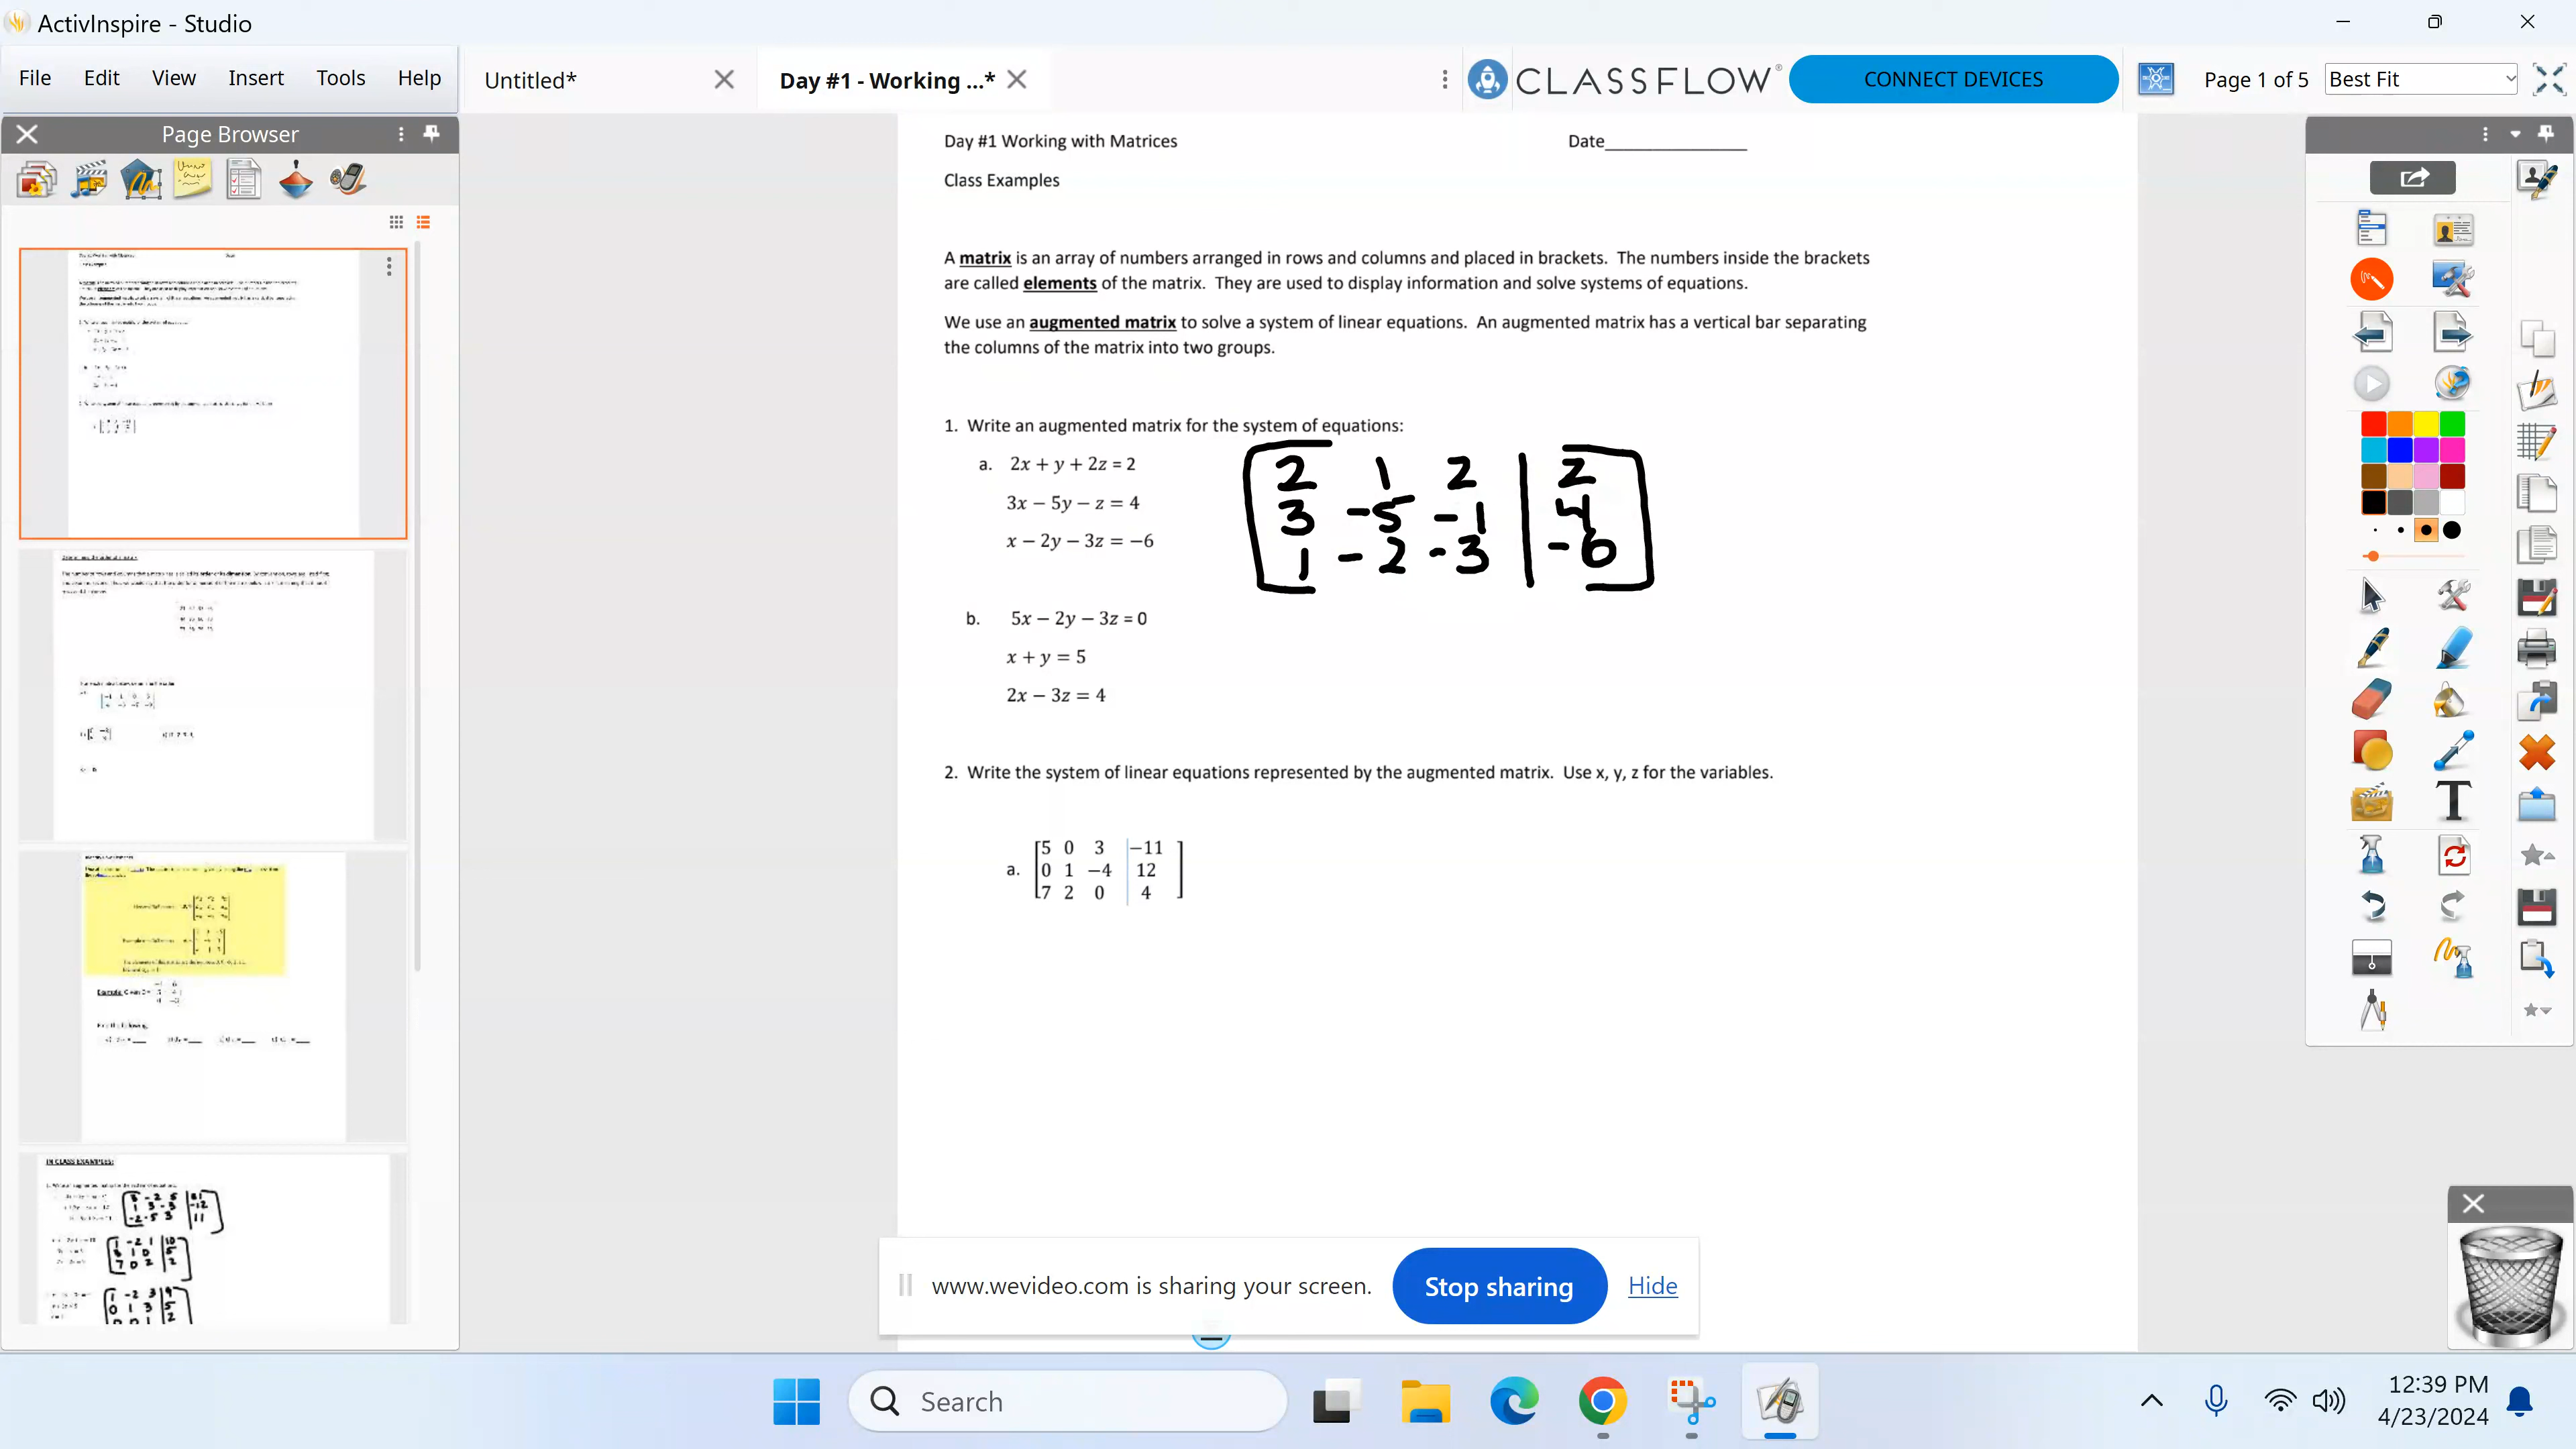 ActivInspire - Studio
File Edit View Insert Tools Help
Untitled*
Day #1 - Working ...*
CLASSFLOW
CONNECT DEVICES
Page 1 of 5
Best Fit
Page Browser
Day #1 Working with Matrices Date
Class Examples
A matrix is an array of numbers arranged in rows and columns and placed in brackets. The numbers inside the brackets
are called elements of the matrix. They are used to display information and solve systems of equations.
We use an augmented matrix to solve a system of linear equations. An augmented matrix has a vertical bar separating
the columns of the matrix into two groups.
1. Write an augmented matrix for the system of equations:
a. 2x + y + 2z = 2
3x − 5y − z = 4
x − 2y − 3z = −6
2 1 2 | 2
3 -5 -1 | 4
1 -2 -3 | -6
b. 5x − 2y − 3z = 0
x + y = 5
2x − 3z = 4
2. Write the system of linear equations represented by the augmented matrix. Use x, y, z for the variables.
a. 
5 0 3 | −11
0 1 −4 | 12
7 2 0 | 4
IN CLASS EXAMPLES:
www.wevideo.com is sharing your screen.
Stop sharing
Hide
Search
12:39 PM
4/23/2024